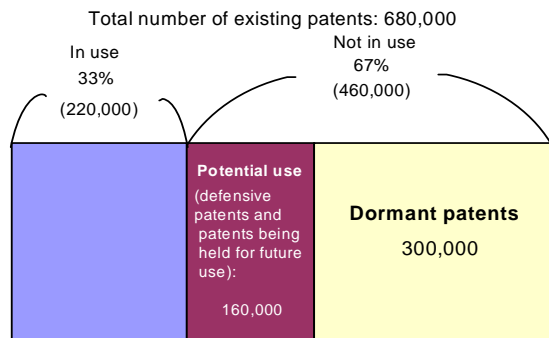 Total number of existing patents: 680,000
In use
33%
(220,000)
Not in use
67%
(460,000)
Potential use
(defensive
patents and
patents being
held for future
use):
160,000
Dormant patents
300,000